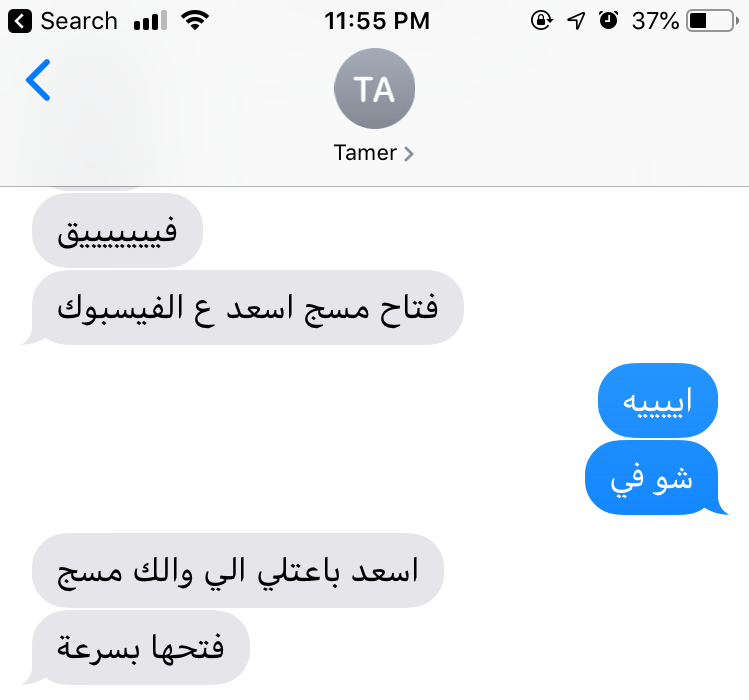 Search 11:55 PM 37%
TA
Tamer
فيييييييق
فتاح مسج اسعد ع الفيسبوك
اييييه
شو في
اسعد باعتلي الي والك مسج
فتحها بسرعة